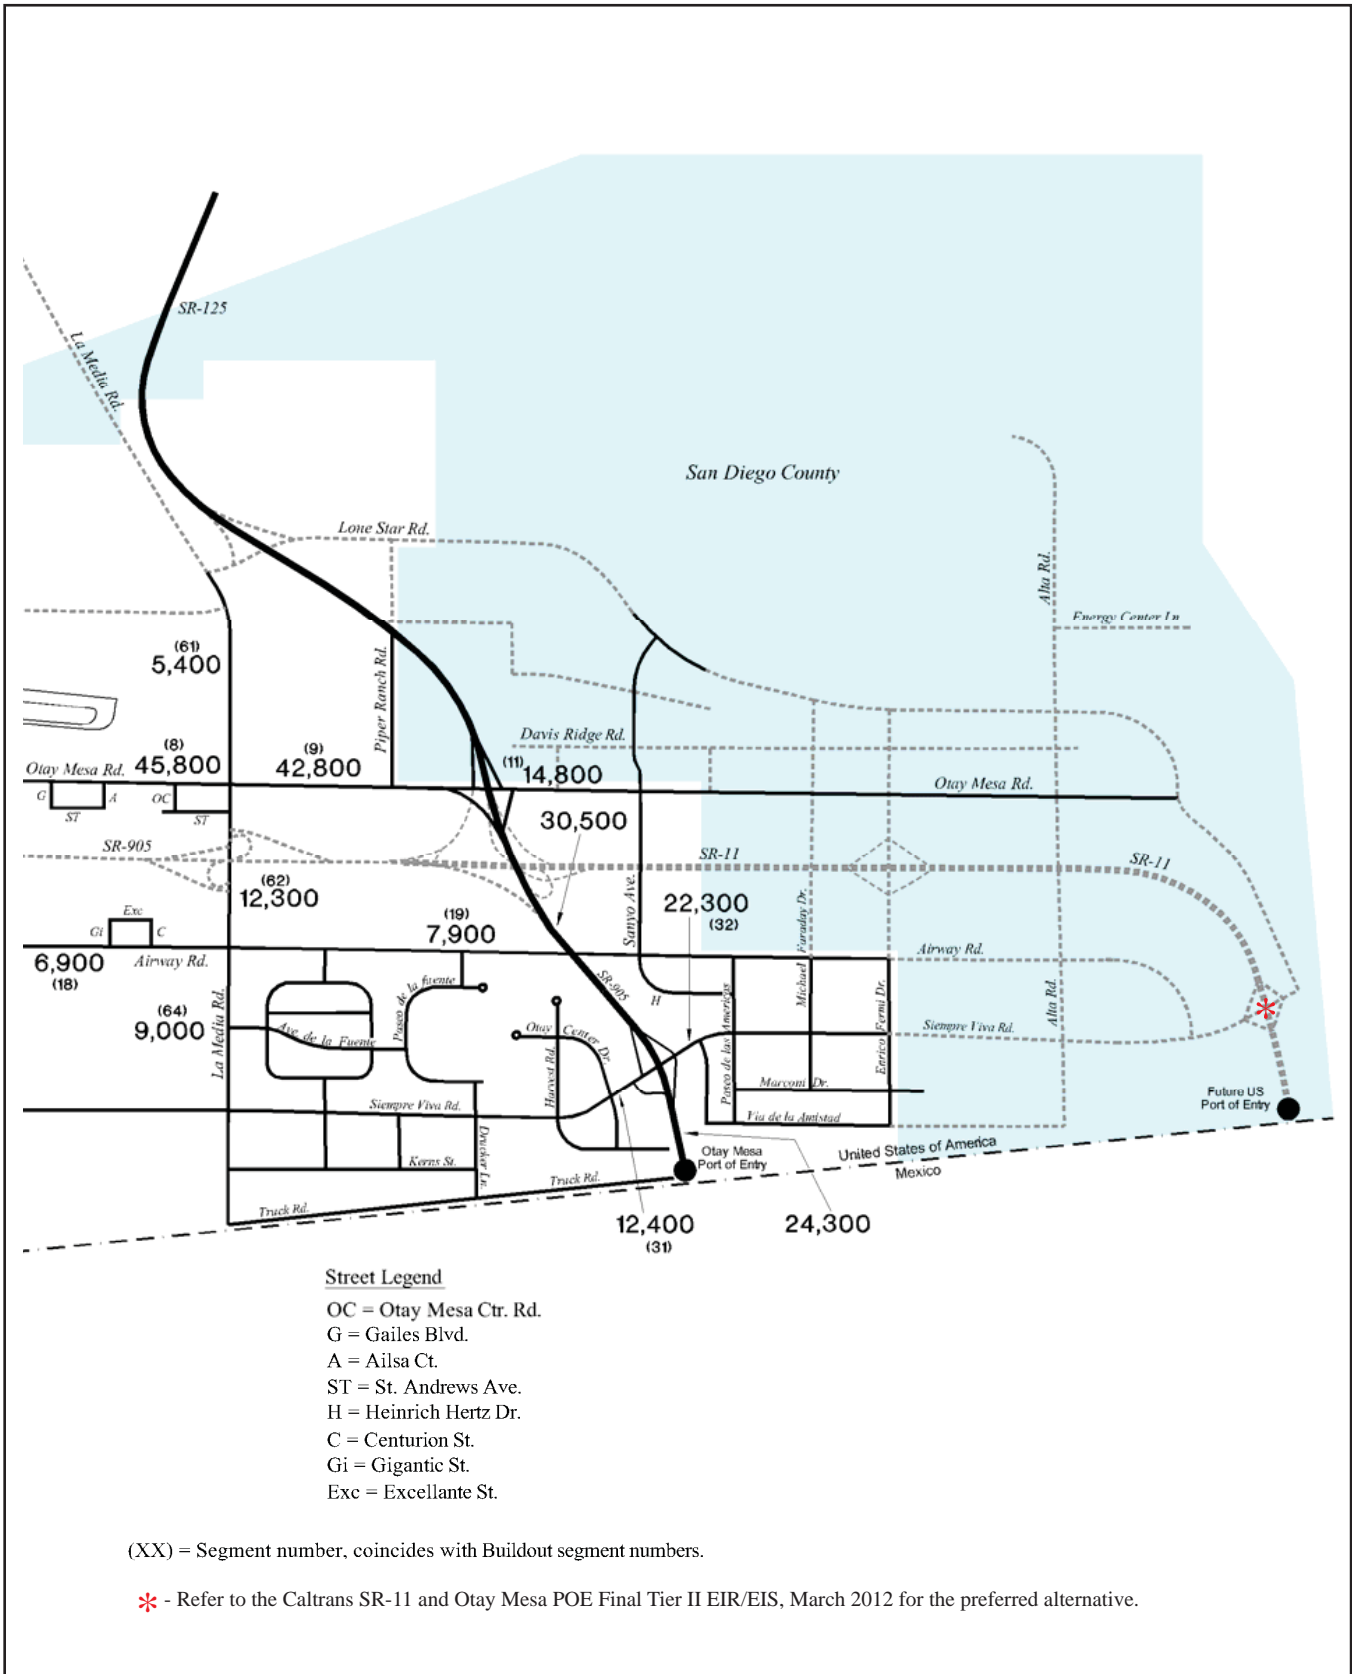 SR-125
La Media Rd.
San Diego County
Lone Star Rd.
Alta Rd.
Energy Center Ln
(61)
5,400
Piper Ranch Rd.
Davis Ridge Rd.
(8)
45,800
(9)
42,800
(11)
14,800
Otay Mesa Rd.
Otay Mesa Rd.
G
A
OC
ST
ST
30,500
SR-905
SR-11
SR-11
(62)
12,300
Sanyo Ave.
22,300
(32)
Michael Faraday Dr.
Exc
Gi
C
(19)
7,900
6,900
(18)
Airway Rd.
Airway Rd.
Paseo de la fuente
SR-905
H
Paseo de las Americas
Enrico Fermi Dr.
Alta Rd.
(64)
9,000
La Media Rd.
Ave de la Fuente
Otay Center Dr.
Harvest Rd.
Siempre Viva Rd.
Marconi Dr.
Siempre Viva Rd.
Via de la Amistad
Future US
Port of Entry
Drucker Ln.
Kerns St.
Otay Mesa
Port of Entry
United States of America
Mexico
Truck Rd.
Truck Rd.
12,400
(31)
24,300
Street Legend
OC = Otay Mesa Ctr. Rd.
G = Gailes Blvd.
A = Ailsa Ct.
ST = St. Andrews Ave.
H = Heinrich Hertz Dr.
C = Centurion St.
Gi = Gigantic St.
Exc = Excellante St.
(XX) = Segment number, coincides with Buildout segment numbers.
* - Refer to the Caltrans SR-11 and Otay Mesa POE Final Tier II EIR/EIS, March 2012 for the preferred alternative.